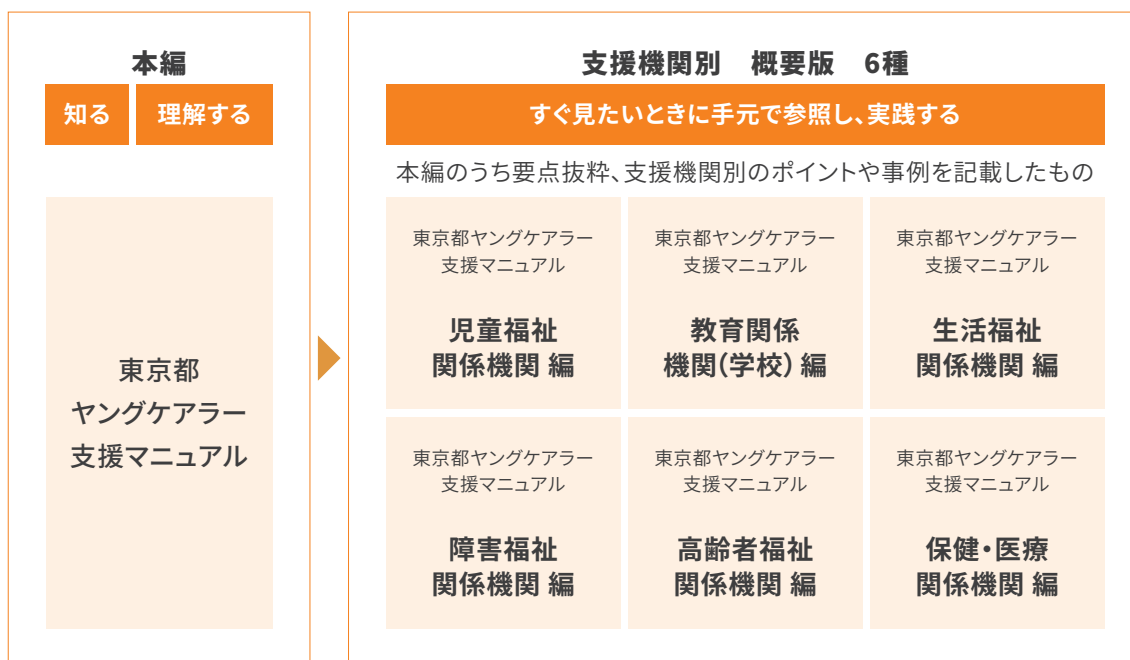 本編
知る
理解する
東京都
ヤングケアラー
支援マニュアル
支援機関別　概要版　6種
すぐ見たいときに手元で参照し、実践する
本編のうち要点抜粋、支援機関別のポイントや事例を記載したもの
東京都ヤングケアラー
支援マニュアル
児童福祉
関係機関 編
東京都ヤングケアラー
支援マニュアル
教育関係
機関(学校) 編
東京都ヤングケアラー
支援マニュアル
生活福祉
関係機関 編
東京都ヤングケアラー
支援マニュアル
障害福祉
関係機関 編
東京都ヤングケアラー
支援マニュアル
高齢者福祉
関係機関 編
東京都ヤングケアラー
支援マニュアル
保健・医療
関係機関 編